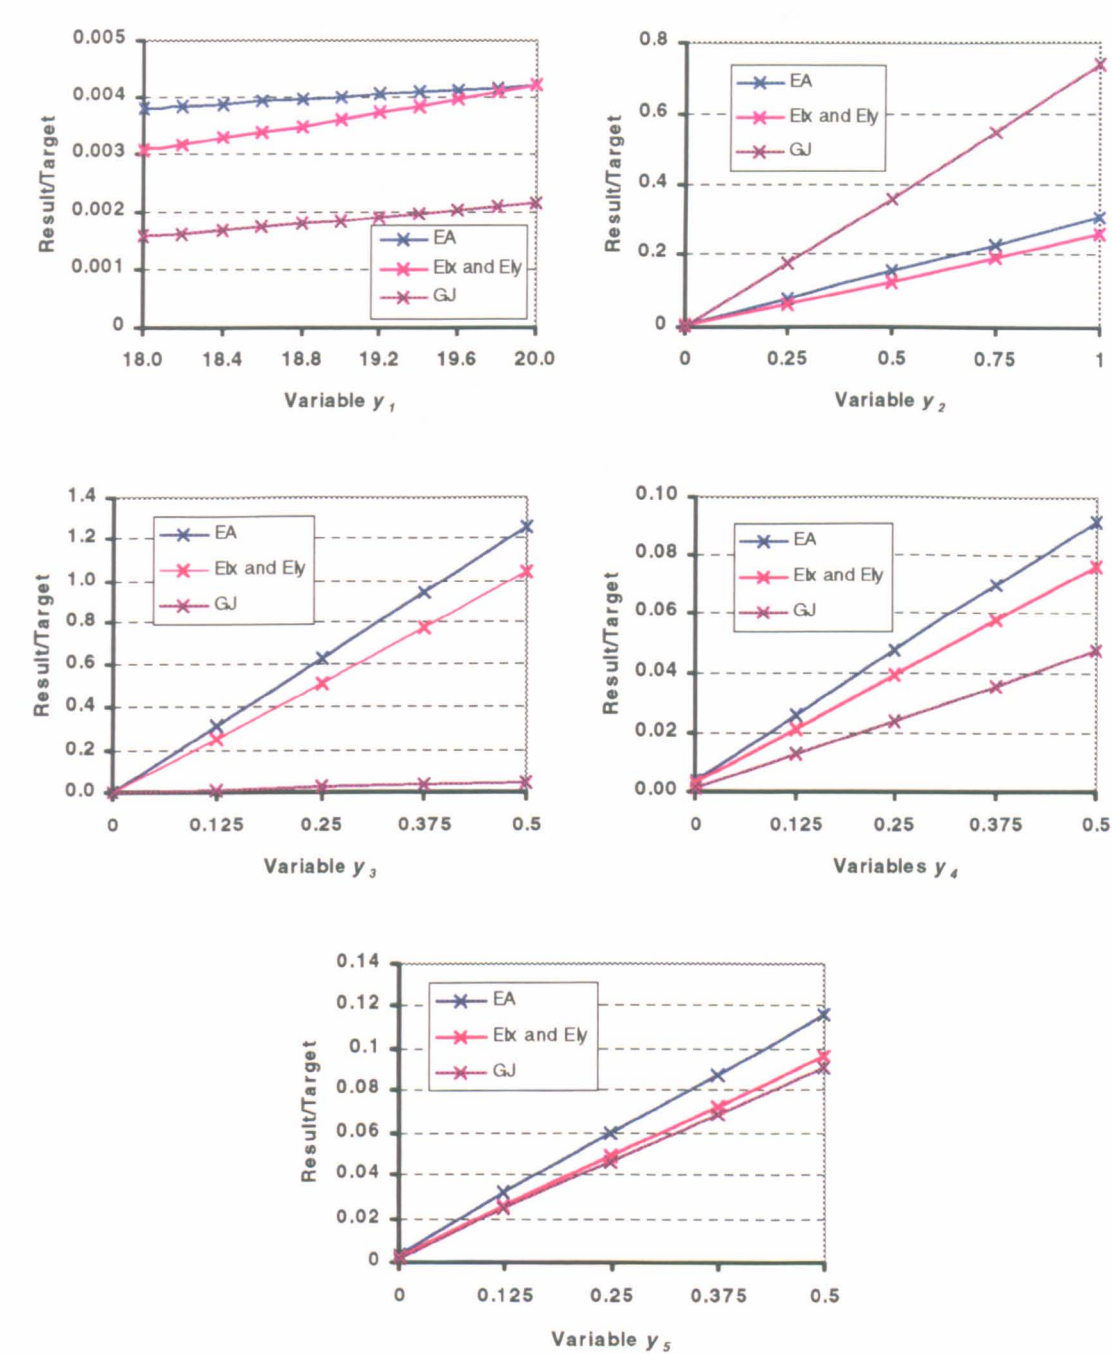 0.005
0.004
0.003
0.002
0.001
0
Result/Target
EA
EIx and EIy
GJ
18.0 18.4 18.8 19.2 19.6 20.0
Variable y1
0.8
0.6
0.4
0.2
0
Result/Target
EA
EIx and EIy
GJ
0 0.25 0.5 0.75 1
Variable y2
1.4
1.2
1.0
0.8
0.6
0.4
0.2
0.0
Result/Target
EA
EIx and EIy
GJ
0 0.125 0.25 0.375 0.5
Variable y3
0.10
0.08
0.06
0.04
0.02
0.00
Result/Target
EA
EIx and EIy
GJ
0 0.125 0.25 0.375 0.5
Variables y4
0.14
0.12
0.1
0.08
0.06
0.04
0.02
0
Result/Target
EA
EIx and EIy
GJ
0 0.125 0.25 0.375 0.5
Variable y5